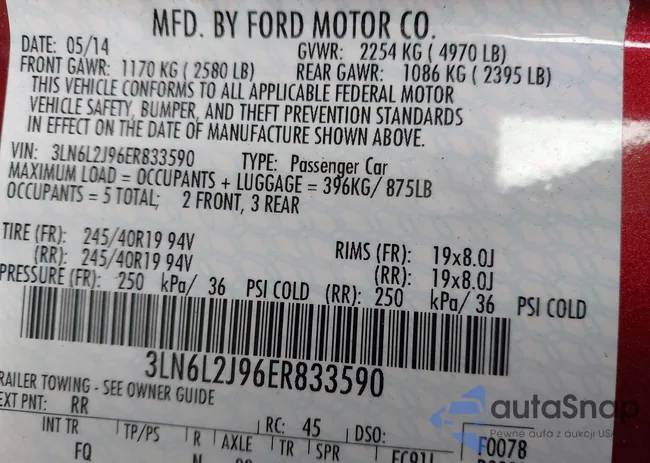 MFD. BY FORD MOTOR CO.
DATE: 05/14 GVWR: 2254 KG ( 4970 LB)
FRONT GAWR: 1170 KG ( 2580 LB) REAR GAWR: 1086 KG ( 2395 LB)
THIS VEHICLE CONFORMS TO ALL APPLICABLE FEDERAL MOTOR
VEHICLE SAFETY, BUMPER, AND THEFT PREVENTION STANDARDS
IN EFFECT ON THE DATE OF MANUFACTURE SHOWN ABOVE.
VIN: 3LN6L2J96ER833590 TYPE: Passenger Car
MAXIMUM LOAD = OCCUPANTS + LUGGAGE = 396KG/ 875LB
OCCUPANTS = 5 TOTAL; 2 FRONT, 3 REAR
TIRE (FR): 245/40R19 94V RIMS (FR): 19x8.0J
(RR): 245/40R19 94V (RR): 19x8.0J
PRESSURE (FR): 250 kPa/ 36 PSI COLD (RR): 250 kPa/ 36 PSI COLD
3LN6L2J96ER833590
RAILER TOWING - SEE OWNER GUIDE
EXT PNT: RR RC: 45 DSO: F0078
INT TR TP/PS R AXLE TR SPR
FQ
autaSnap
Pewne auta z aukcji USA